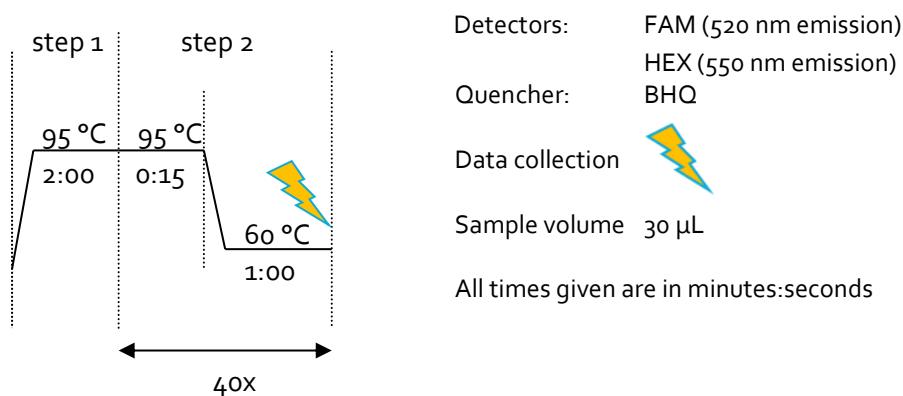 step 1 step 2
95 °C 95 °C
2:00 0:15
60 °C
1:00
40x
Detectors: FAM (520 nm emission)
HEX (550 nm emission)
Quencher: BHQ
Data collection
Sample volume 30 µL
All times given are in minutes:seconds